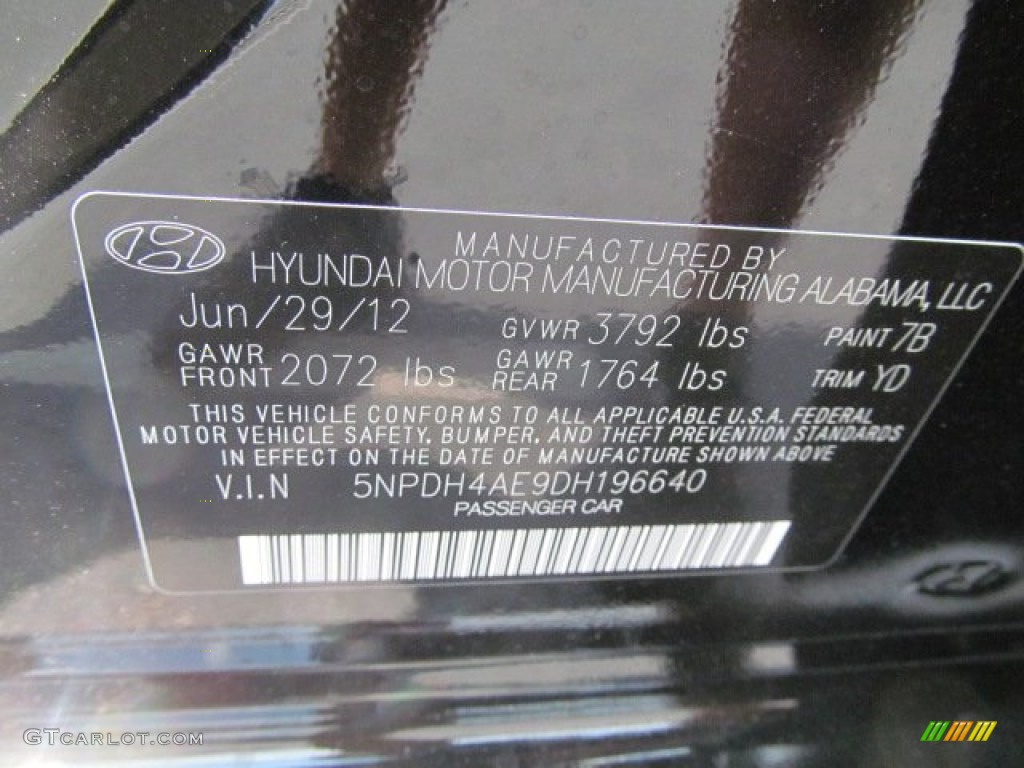 MANUFACTURED BY
HYUNDAI MOTOR MANUFACTURING ALABAMA, LLC
Jun/29/12 GVWR 3792 lbs PAINT 7B
GAWR FRONT 2072 lbs GAWR REAR 1764 lbs TRIM YD
THIS VEHICLE CONFORMS TO ALL APPLICABLE U.S.A. FEDERAL
MOTOR VEHICLE SAFETY, BUMPER, AND THEFT PREVENTION STANDARDS
IN EFFECT ON THE DATE OF MANUFACTURE SHOWN ABOVE
V.I.N 5NPDH4AE9DH196640
PASSENGER CAR
GTCARLOT.COM